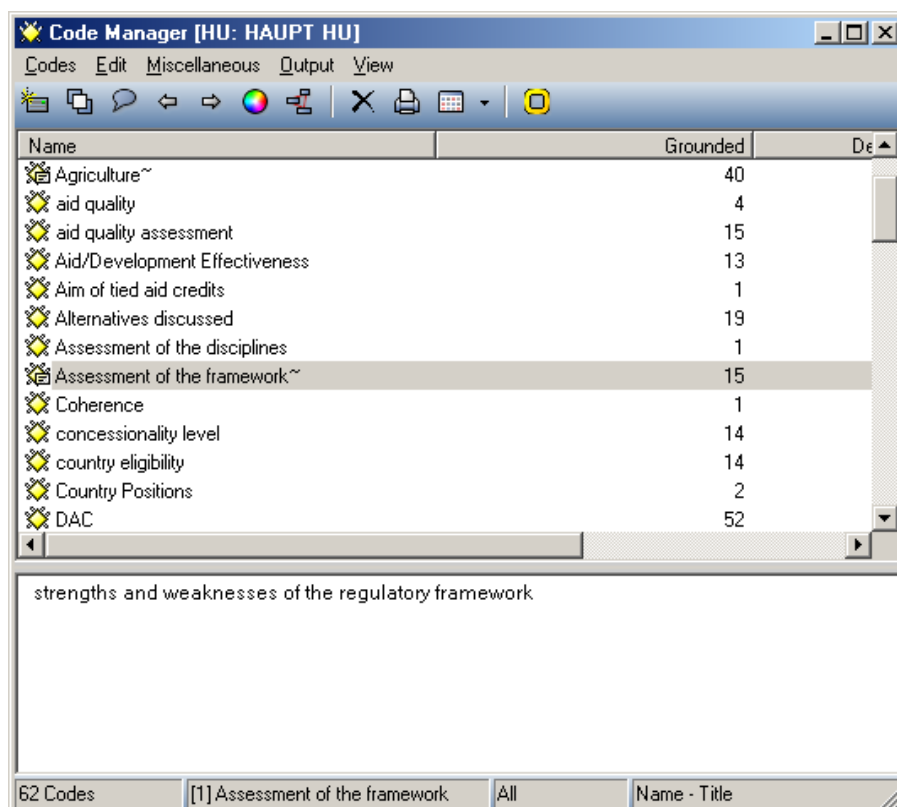 Code Manager [HU: HAUPT HU]
Codes Edit Miscellaneous Output View
Name Grounded De
Agriculture~ 40
aid quality 4
aid quality assessment 15
Aid/Development Effectiveness 13
Aim of tied aid credits 1
Alternatives discussed 19
Assessment of the disciplines 1
Assessment of the framework~ 15
Coherence 1
concessionality level 14
country eligibility 14
Country Positions 2
DAC 52
strengths and weaknesses of the regulatory framework
62 Codes [1] Assessment of the framework All Name - Title